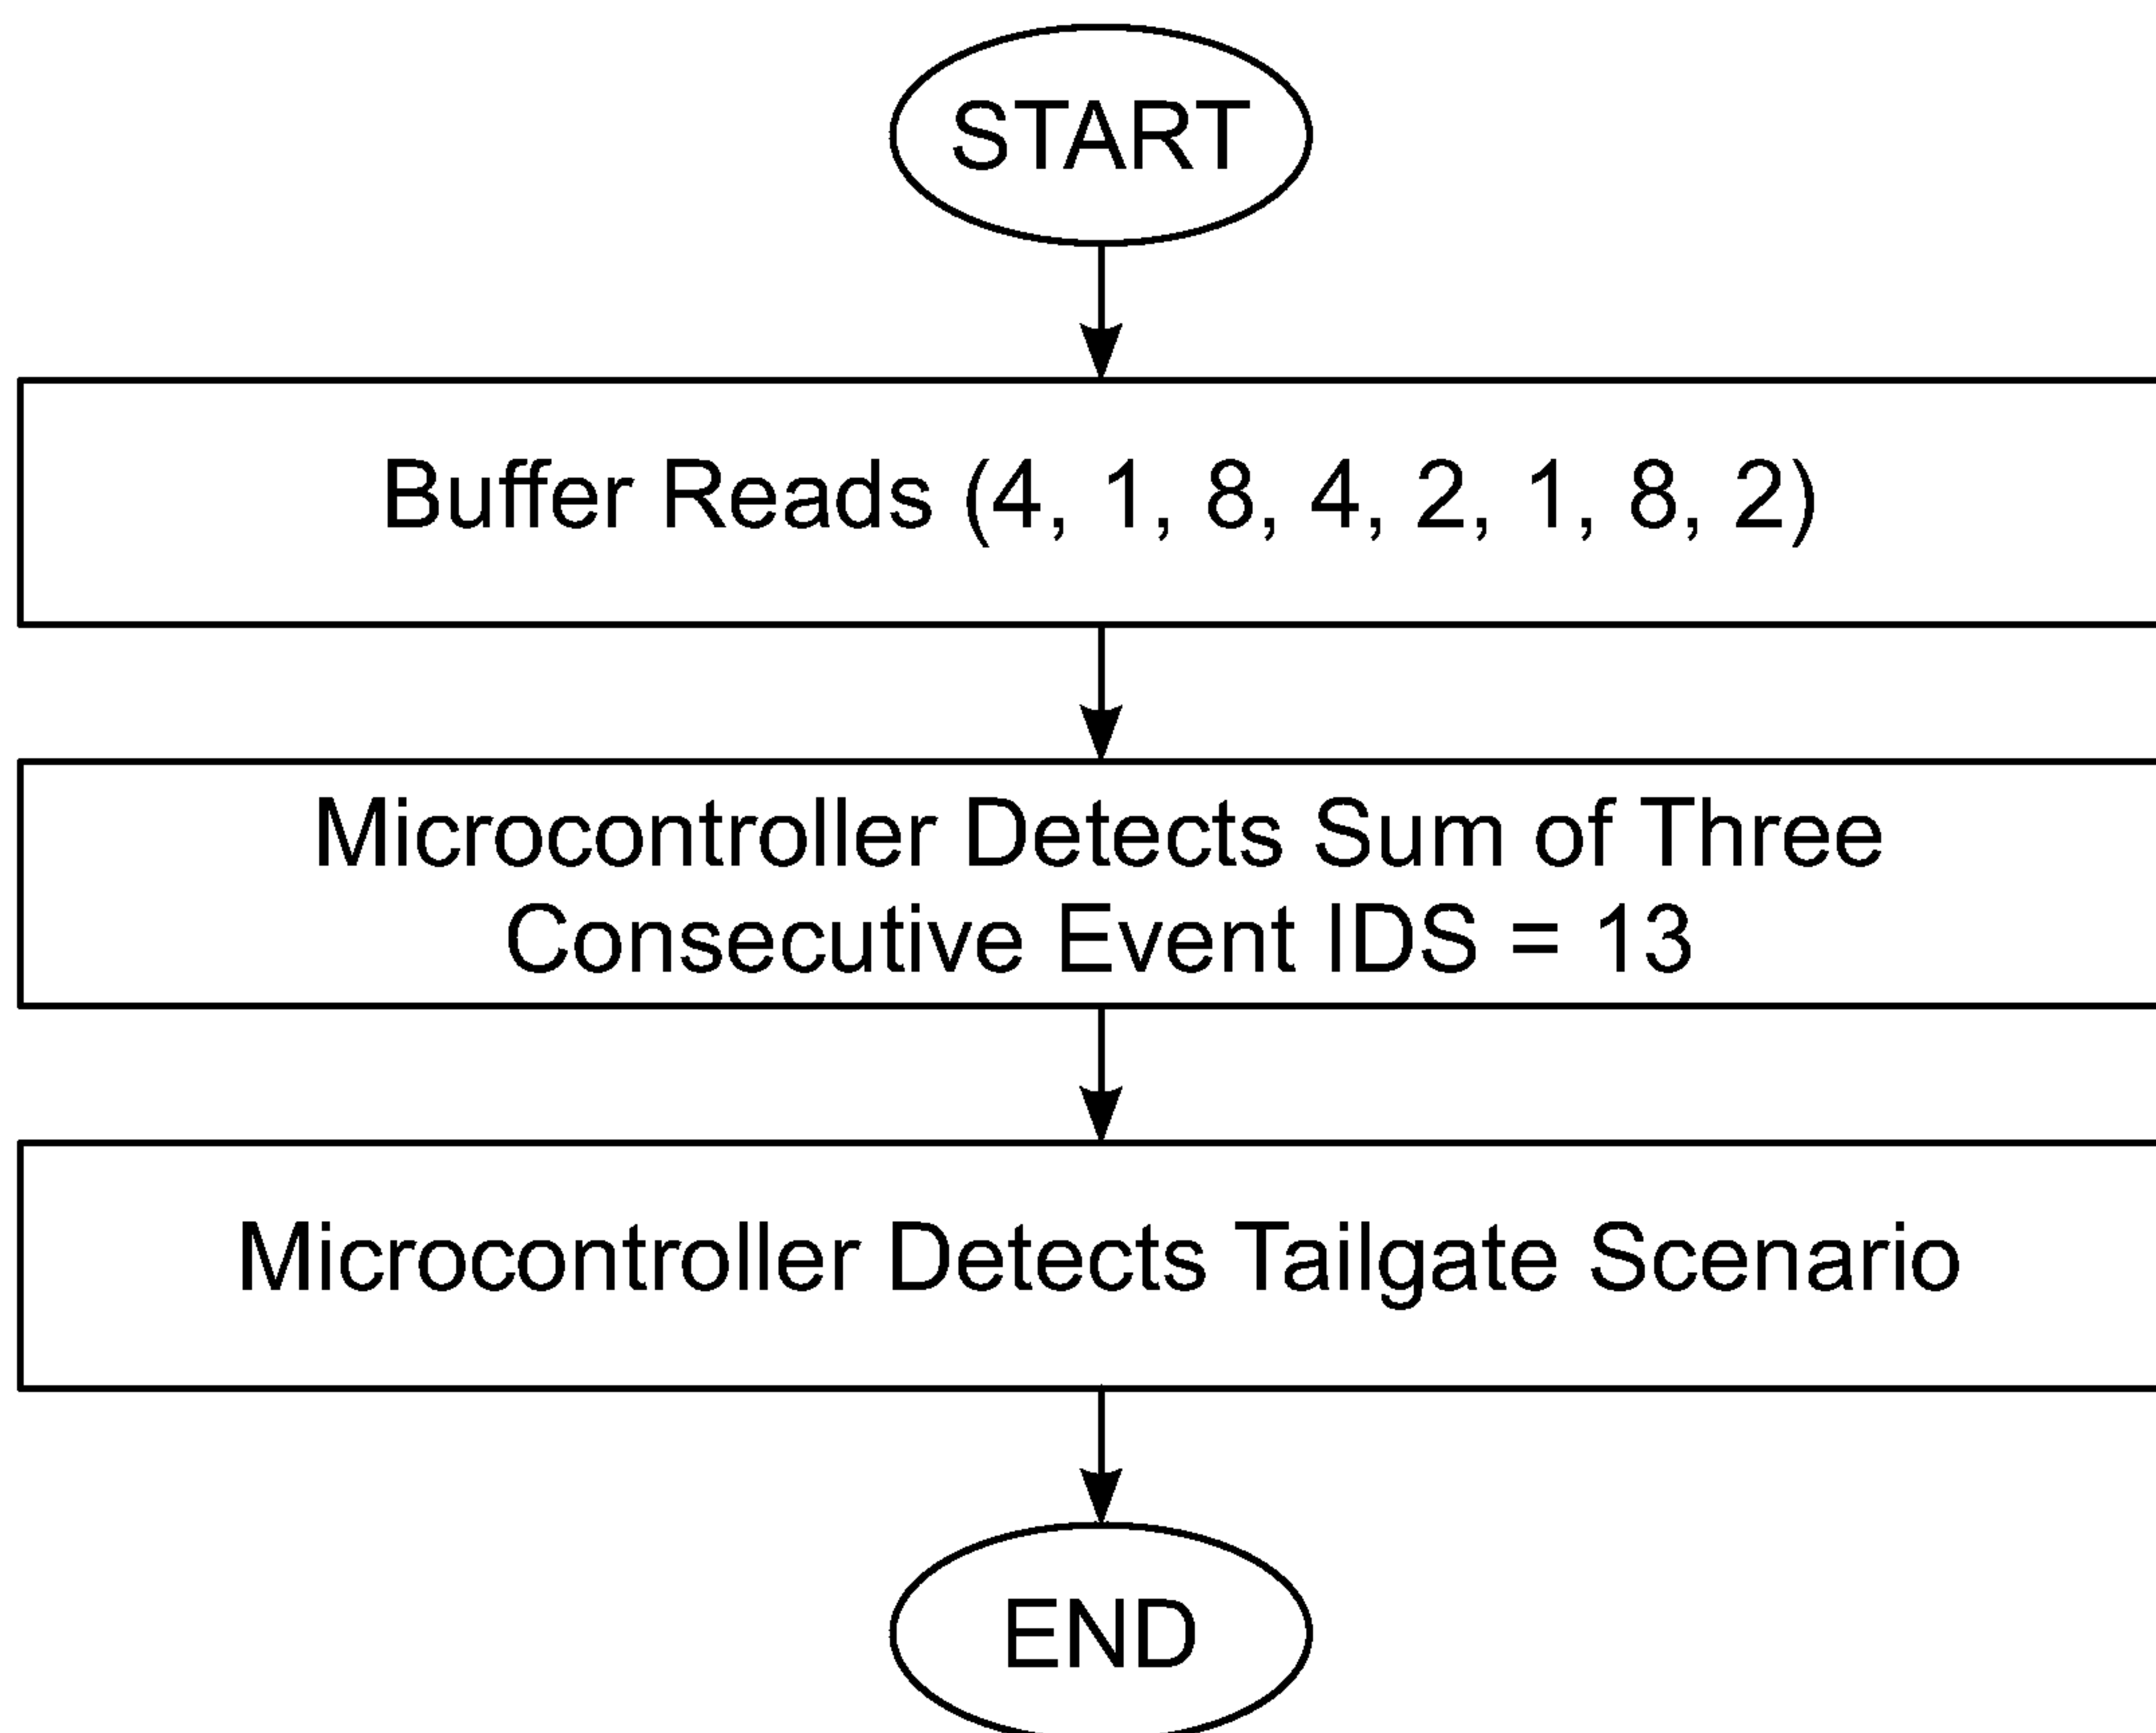 START
Buffer Reads (4, 1, 8, 4, 2, 1, 8, 2)
Microcontroller Detects Sum of Three
Consecutive Event IDS = 13
Microcontroller Detects Tailgate Scenario
END